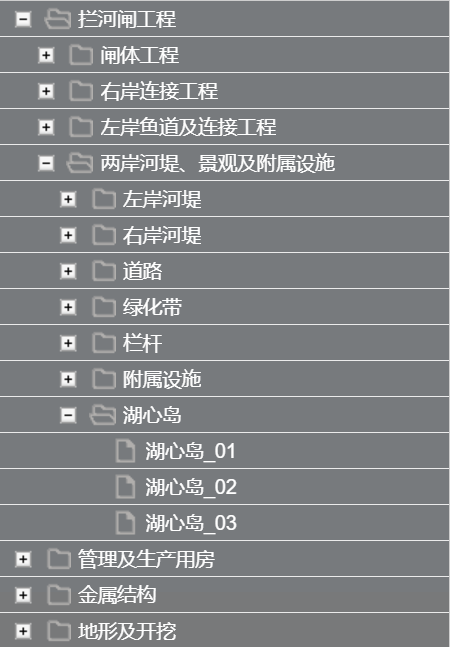 拦河闸工程
闸体工程
右岸连接工程
左岸鱼道及连接工程
两岸河堤、景观及附属设施
左岸河堤
右岸河堤
道路
绿化带
栏杆
附属设施
湖心岛
湖心岛_01
湖心岛_02
湖心岛_03
管理及生产用房
金属结构
地形及开挖